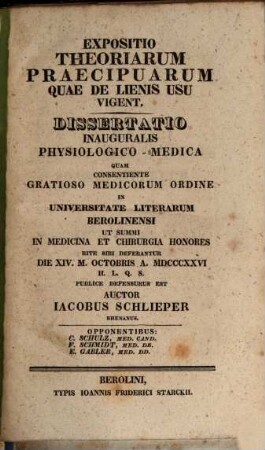 EXPOSITIO
THEORIARUM
PRAECIPUARUM
QUAE DE LIENIS USU
VIGENT.
DISSERTATIO
INAUGURALIS
PHYSIOLOGICO-MEDICA
QUAM
CONSENTIENTE
GRATIOSO MEDICORUM ORDINE
IN
UNIVERSITATE LITERARUM
BEROLINENSI
UT SUMMI
IN MEDICINA ET CHIRURGIA HONORES
RITE SIBI DEFERANTUR
DIE XIV. M. OCTOBRIS A. MDCCCXXVI
H. L. Q. S.
PUBLICE DEFENSURUS EST
AUCTOR
IACOBUS SCHLIEPER
RHENANUS.
OPPONENTIBUS:
C. SCHULZ, MED. CAND.
F. SCHMIDT, MED. DR.
E. GAELER, MED. DD.
BEROLINI,
TYPIS IOANNIS FRIDERICI STARCKII.